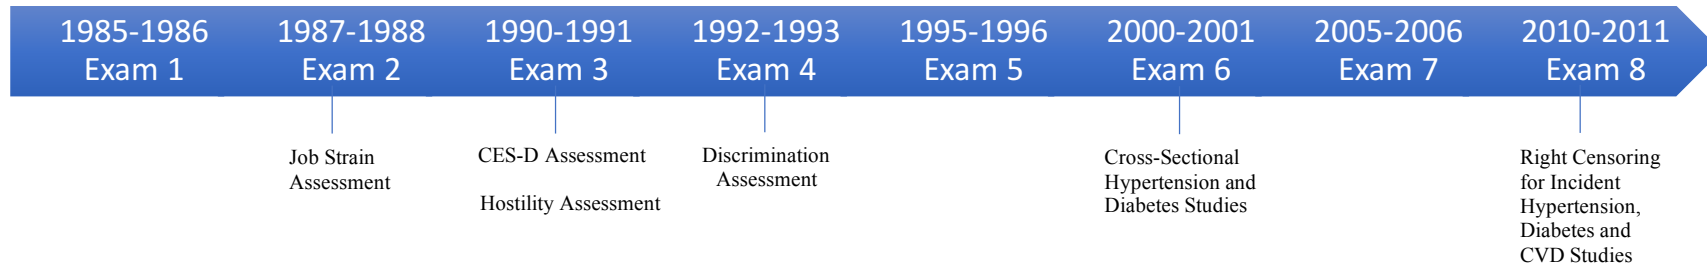 1985-1986
Exam 1
1987-1988
Exam 2
1990-1991
Exam 3
1992-1993
Exam 4
1995-1996
Exam 5
2000-2001
Exam 6
2005-2006
Exam 7
2010-2011
Exam 8
Job Strain
Assessment
CES-D Assessment
Hostility Assessment
Discrimination
Assessment
Cross-Sectional
Hypertension and
Diabetes Studies
Right Censoring
for Incident
Hypertension,
Diabetes and
CVD Studies